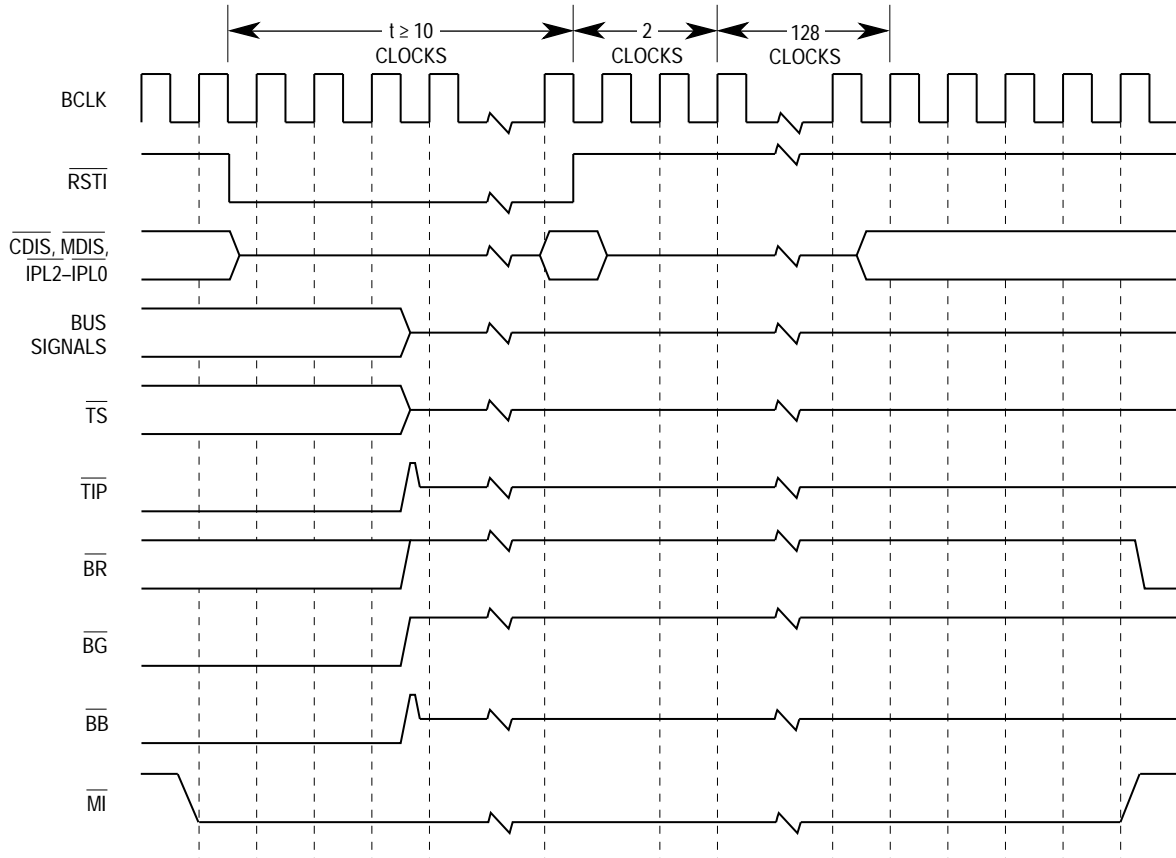 t ≥ 10
CLOCKS
2
CLOCKS
128
CLOCKS
BCLK
RSTI
CDIS, MDIS,
IPL2–IPL0
BUS
SIGNALS
TS
TIP
BR
BG
BB
MI